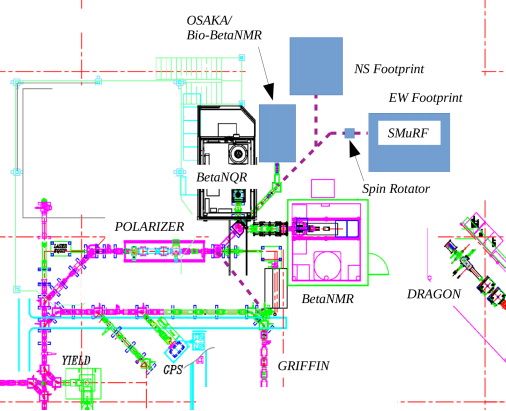 OSAKA/
Bio-BetaNMR
NS Footprint
EW Footprint
SMuRF
BetaNQR
Spin Rotator
POLARIZER
BetaNMR
DRAGON
YIELD
GPS
GRIFFIN